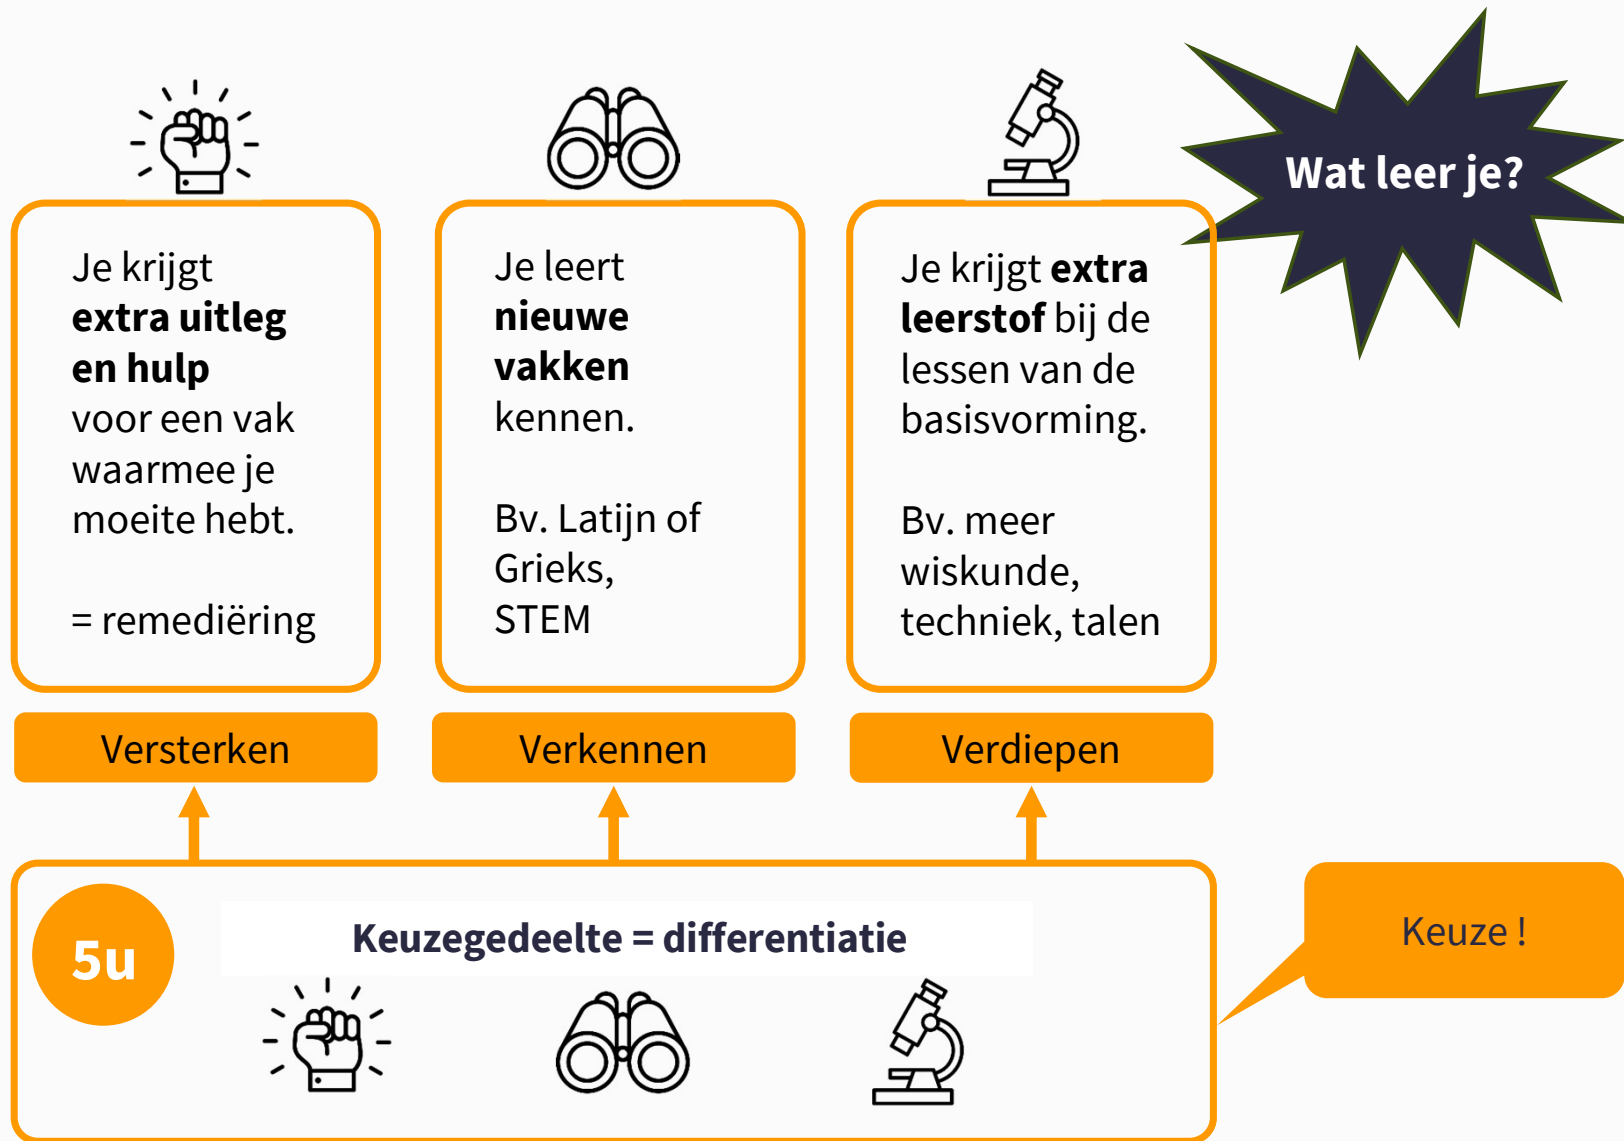 Wat leer je?
Je krijgt
extra uitleg
en hulp
voor een vak
waarmee je
moeite hebt.
= remediëring
Je leert
nieuwe
vakken
kennen.
Bv. Latijn of
Grieks,
STEM
Je krijgt extra
leerstof bij de
lessen van de
basisvorming.
Bv. meer
wiskunde,
techniek, talen
Versterken
Verkennen
Verdiepen
5u
Keuzegedeelte = differentiatie
Keuze !